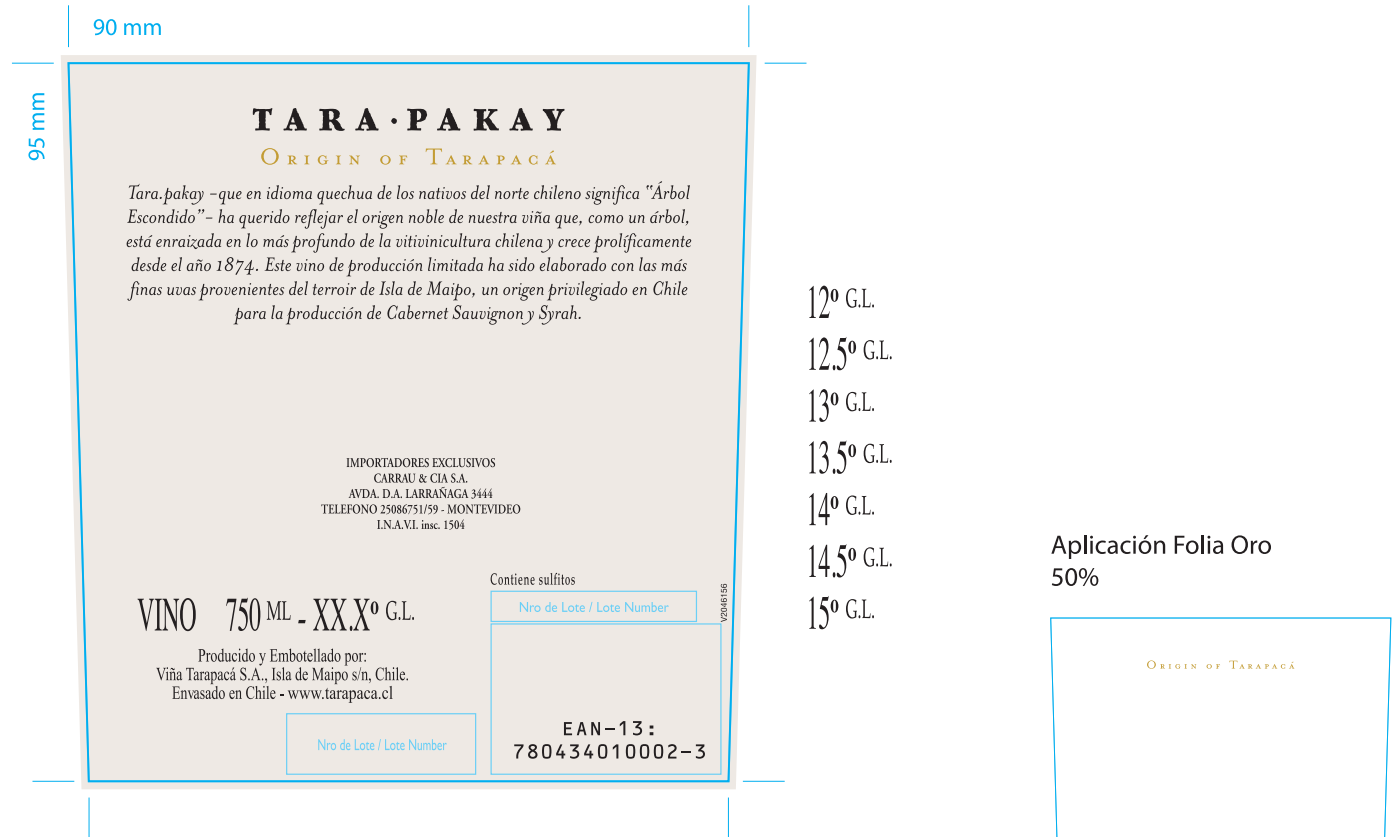 90 mm
95 mm
TARA·PAKAY
ORIGIN OF TARAPACÁ
Tara.pakay -que en idioma quechua de los nativos del norte chileno significa "Árbol
Escondido"- ha querido reflejar el origen noble de nuestra viña que, como un árbol,
está enraizada en lo más profundo de la vitivinicultura chilena y crece prolíficamente
desde el año 1874. Este vino de producción limitada ha sido elaborado con las más
finas uvas provenientes del terroir de Isla de Maipo, un origen privilegiado en Chile
para la producción de Cabernet Sauvignon y Syrah.
IMPORTADORES EXCLUSIVOS
CARRAU & CIA S.A.
AVDA. D.A. LARRAÑAGA 3444
TELEFONO 25086751/59 - MONTEVIDEO
I.N.A.V.I. insc. 1504
Contiene sulfitos
Nro de Lote / Lote Number
V2046156
VINO 750 ML - XX.Xº G.L.
Producido y Embotellado por:
Viña Tarapacá S.A., Isla de Maipo s/n, Chile.
Envasado en Chile - www.tarapaca.cl
Nro de Lote / Lote Number
EAN-13:
780434010002-3
12º G.L.
12.5º G.L.
13º G.L.
13.5º G.L.
14º G.L.
14.5º G.L.
15º G.L.
Aplicación Folia Oro
50%
ORIGIN OF TARAPACÁ